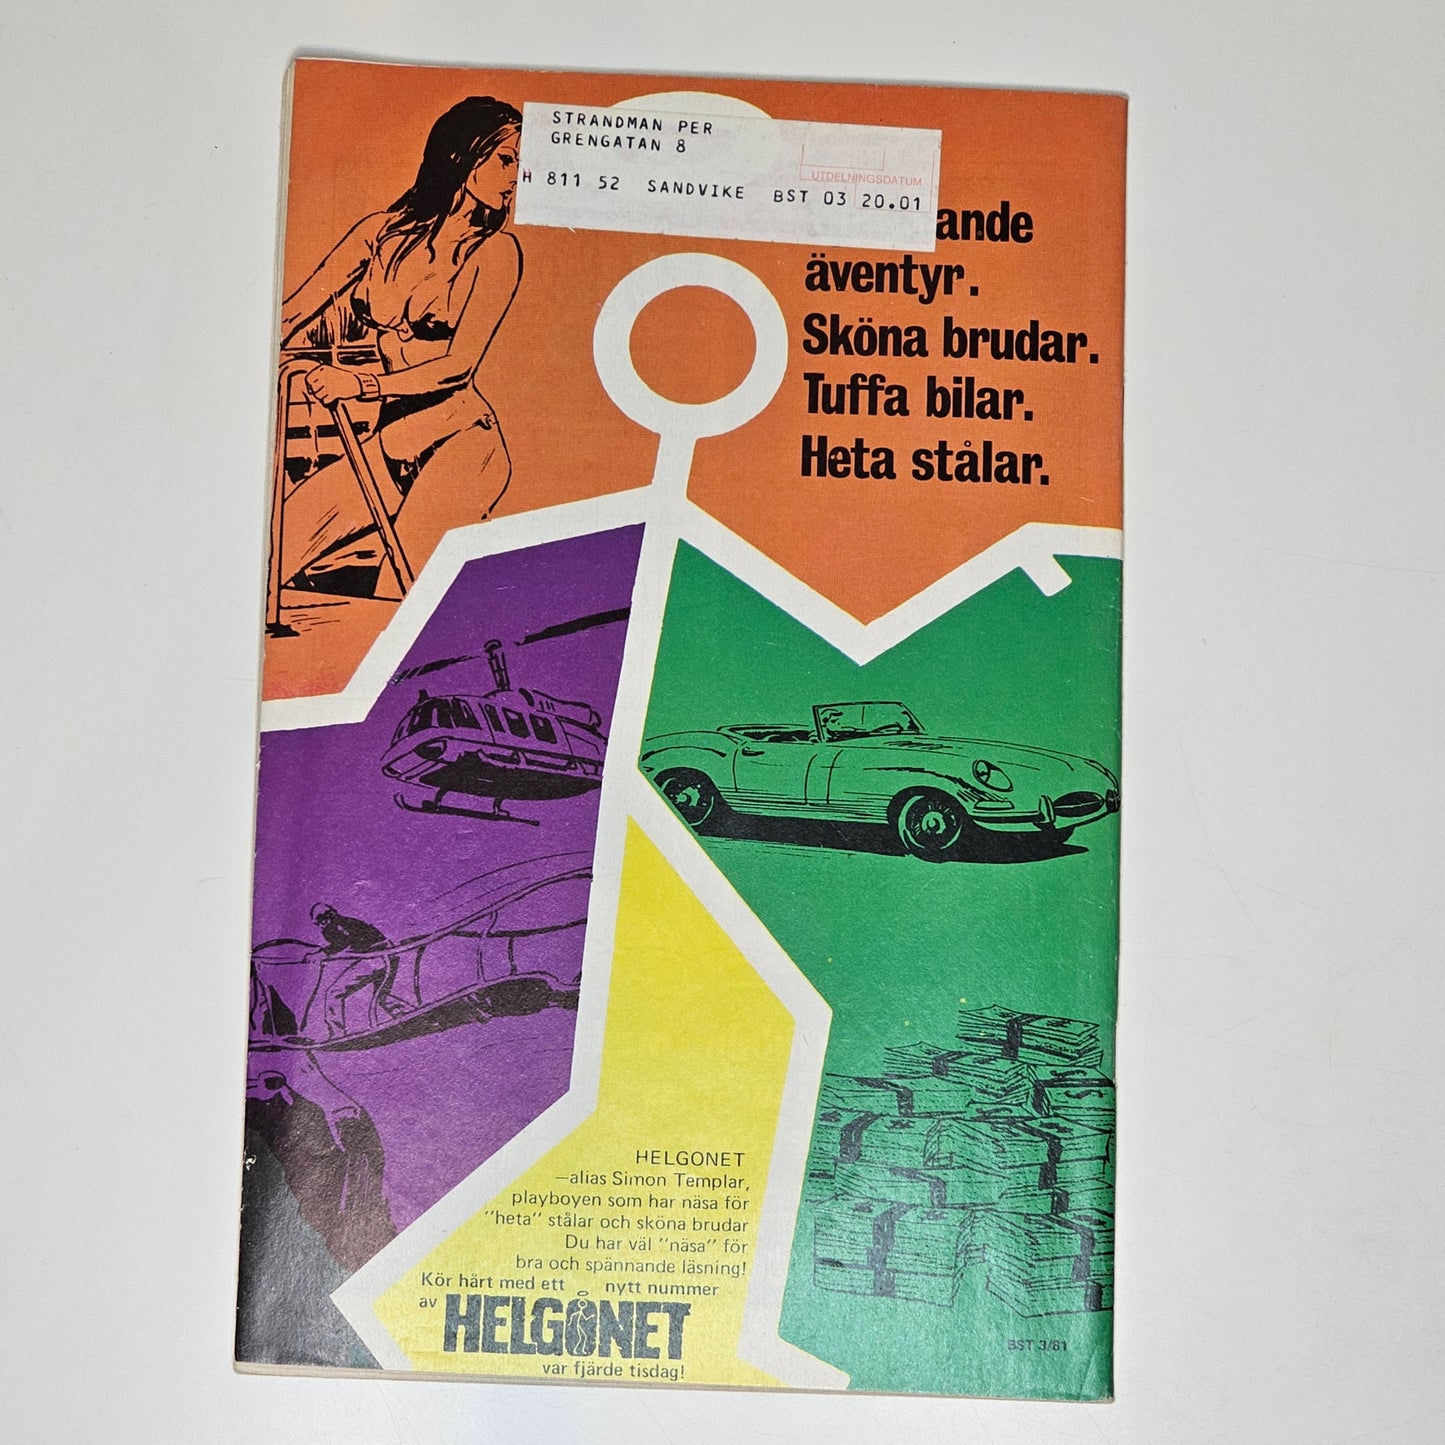 STRANDMAN PER
GRENGATAN 8
UTDELNINGSDATUM
H 811 52 SANDVIKE BST 03 20.01
ande
äventyr.
Sköna brudar.
Tuffa bilar.
Heta stålar.
HELGONET
—alias Simon Templar,
playboyen som har näsa för
"heta" stålar och sköna brudar
Du har väl "näsa" för
bra och spännande läsning!
Kör hårt med ett nytt nummer
av HELGONET
var fjärde tisdag!
BST 3/81